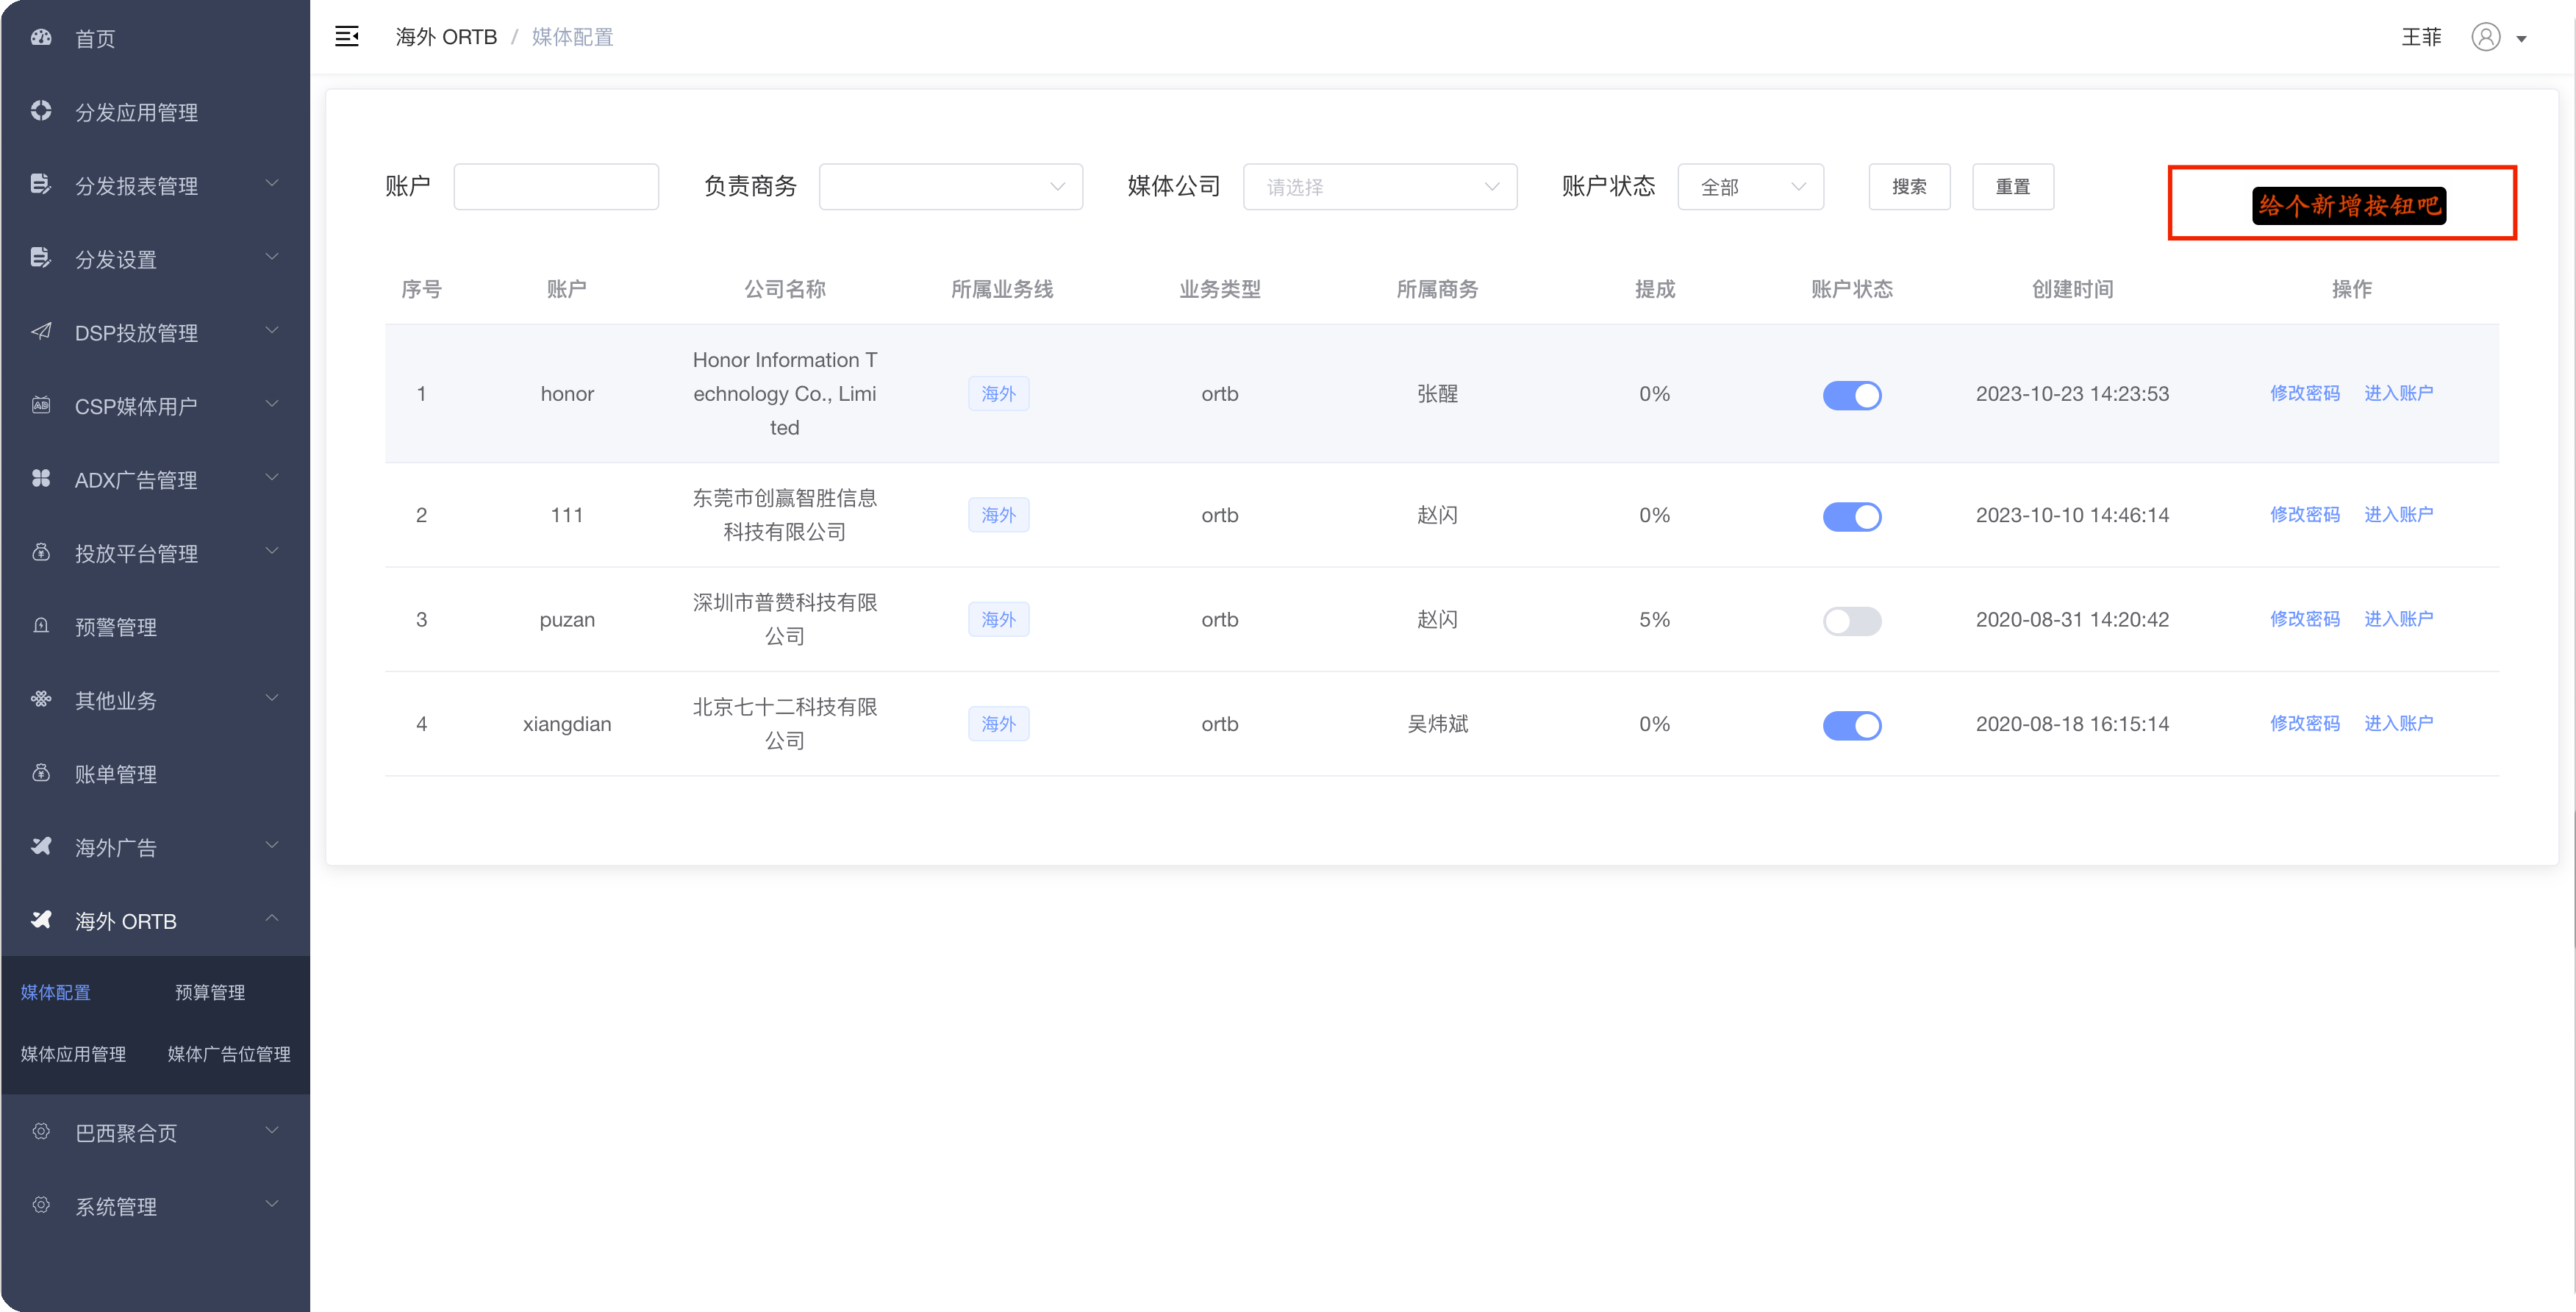 首页
分发应用管理
分发报表管理
分发设置
DSP投放管理
CSP媒体用户
ADX广告管理
投放平台管理
预警管理
其他业务
账单管理
海外广告
海外 ORTB
媒体配置 预算管理
媒体应用管理 媒体广告位管理
巴西聚合页
系统管理
海外 ORTB / 媒体配置 王菲
账户 负责商务 媒体公司 请选择 账户状态 全部 搜索 重置
给个新增按钮吧
序号 账户 公司名称 所属业务线 业务类型 所属商务 提成 账户状态 创建时间 操作
Honor Information T
1 honor echnology Co., Limi 海外 ortb 张醒 0% 2023-10-23 14:23:53 修改密码 进入账户
ted
东莞市创赢智胜信息
2 111 海外 ortb 赵闪 0% 2023-10-10 14:46:14 修改密码 进入账户
科技有限公司
深圳市普赞科技有限
3 puzan 海外 ortb 赵闪 5% 2020-08-31 14:20:42 修改密码 进入账户
公司
北京七十二科技有限
4 xiangdian 海外 ortb 吴炜斌 0% 2020-08-18 16:15:14 修改密码 进入账户
公司